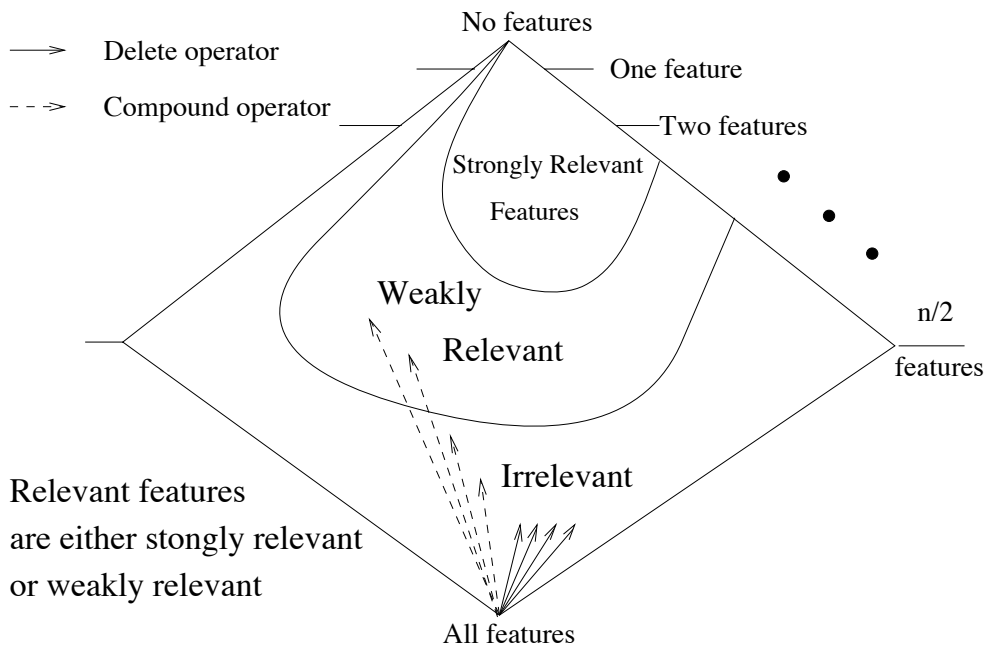 No features
Delete operator
One feature
Compound operator
Two features
Strongly Relevant
Features
Weakly
n/2
Relevant
features
Irrelevant
Relevant features
are either stongly relevant
or weakly relevant
All features